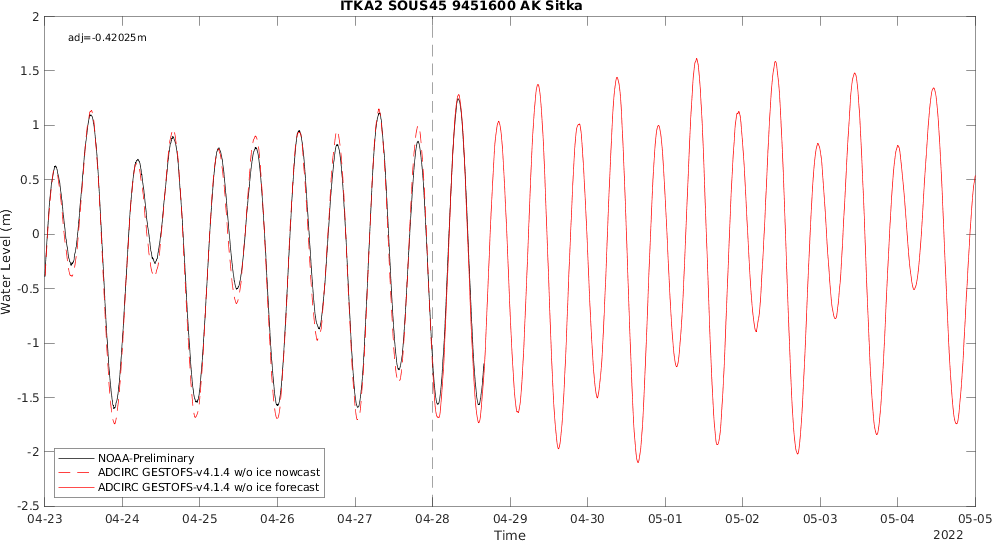 ITKA2 SOUS45 9451600 AK Sitka
adj=-0.42025m
2
1.5
1
0.5
0
-0.5
-1
-1.5
-2
-2.5
Water Level (m)
NOAA-Preliminary
ADCIRC GESTOFS-v4.1.4 w/o ice nowcast
ADCIRC GESTOFS-v4.1.4 w/o ice forecast
04-23 04-24 04-25 04-26 04-27 04-28 04-29 04-30 05-01 05-02 05-03 05-04 05-05
Time
2022